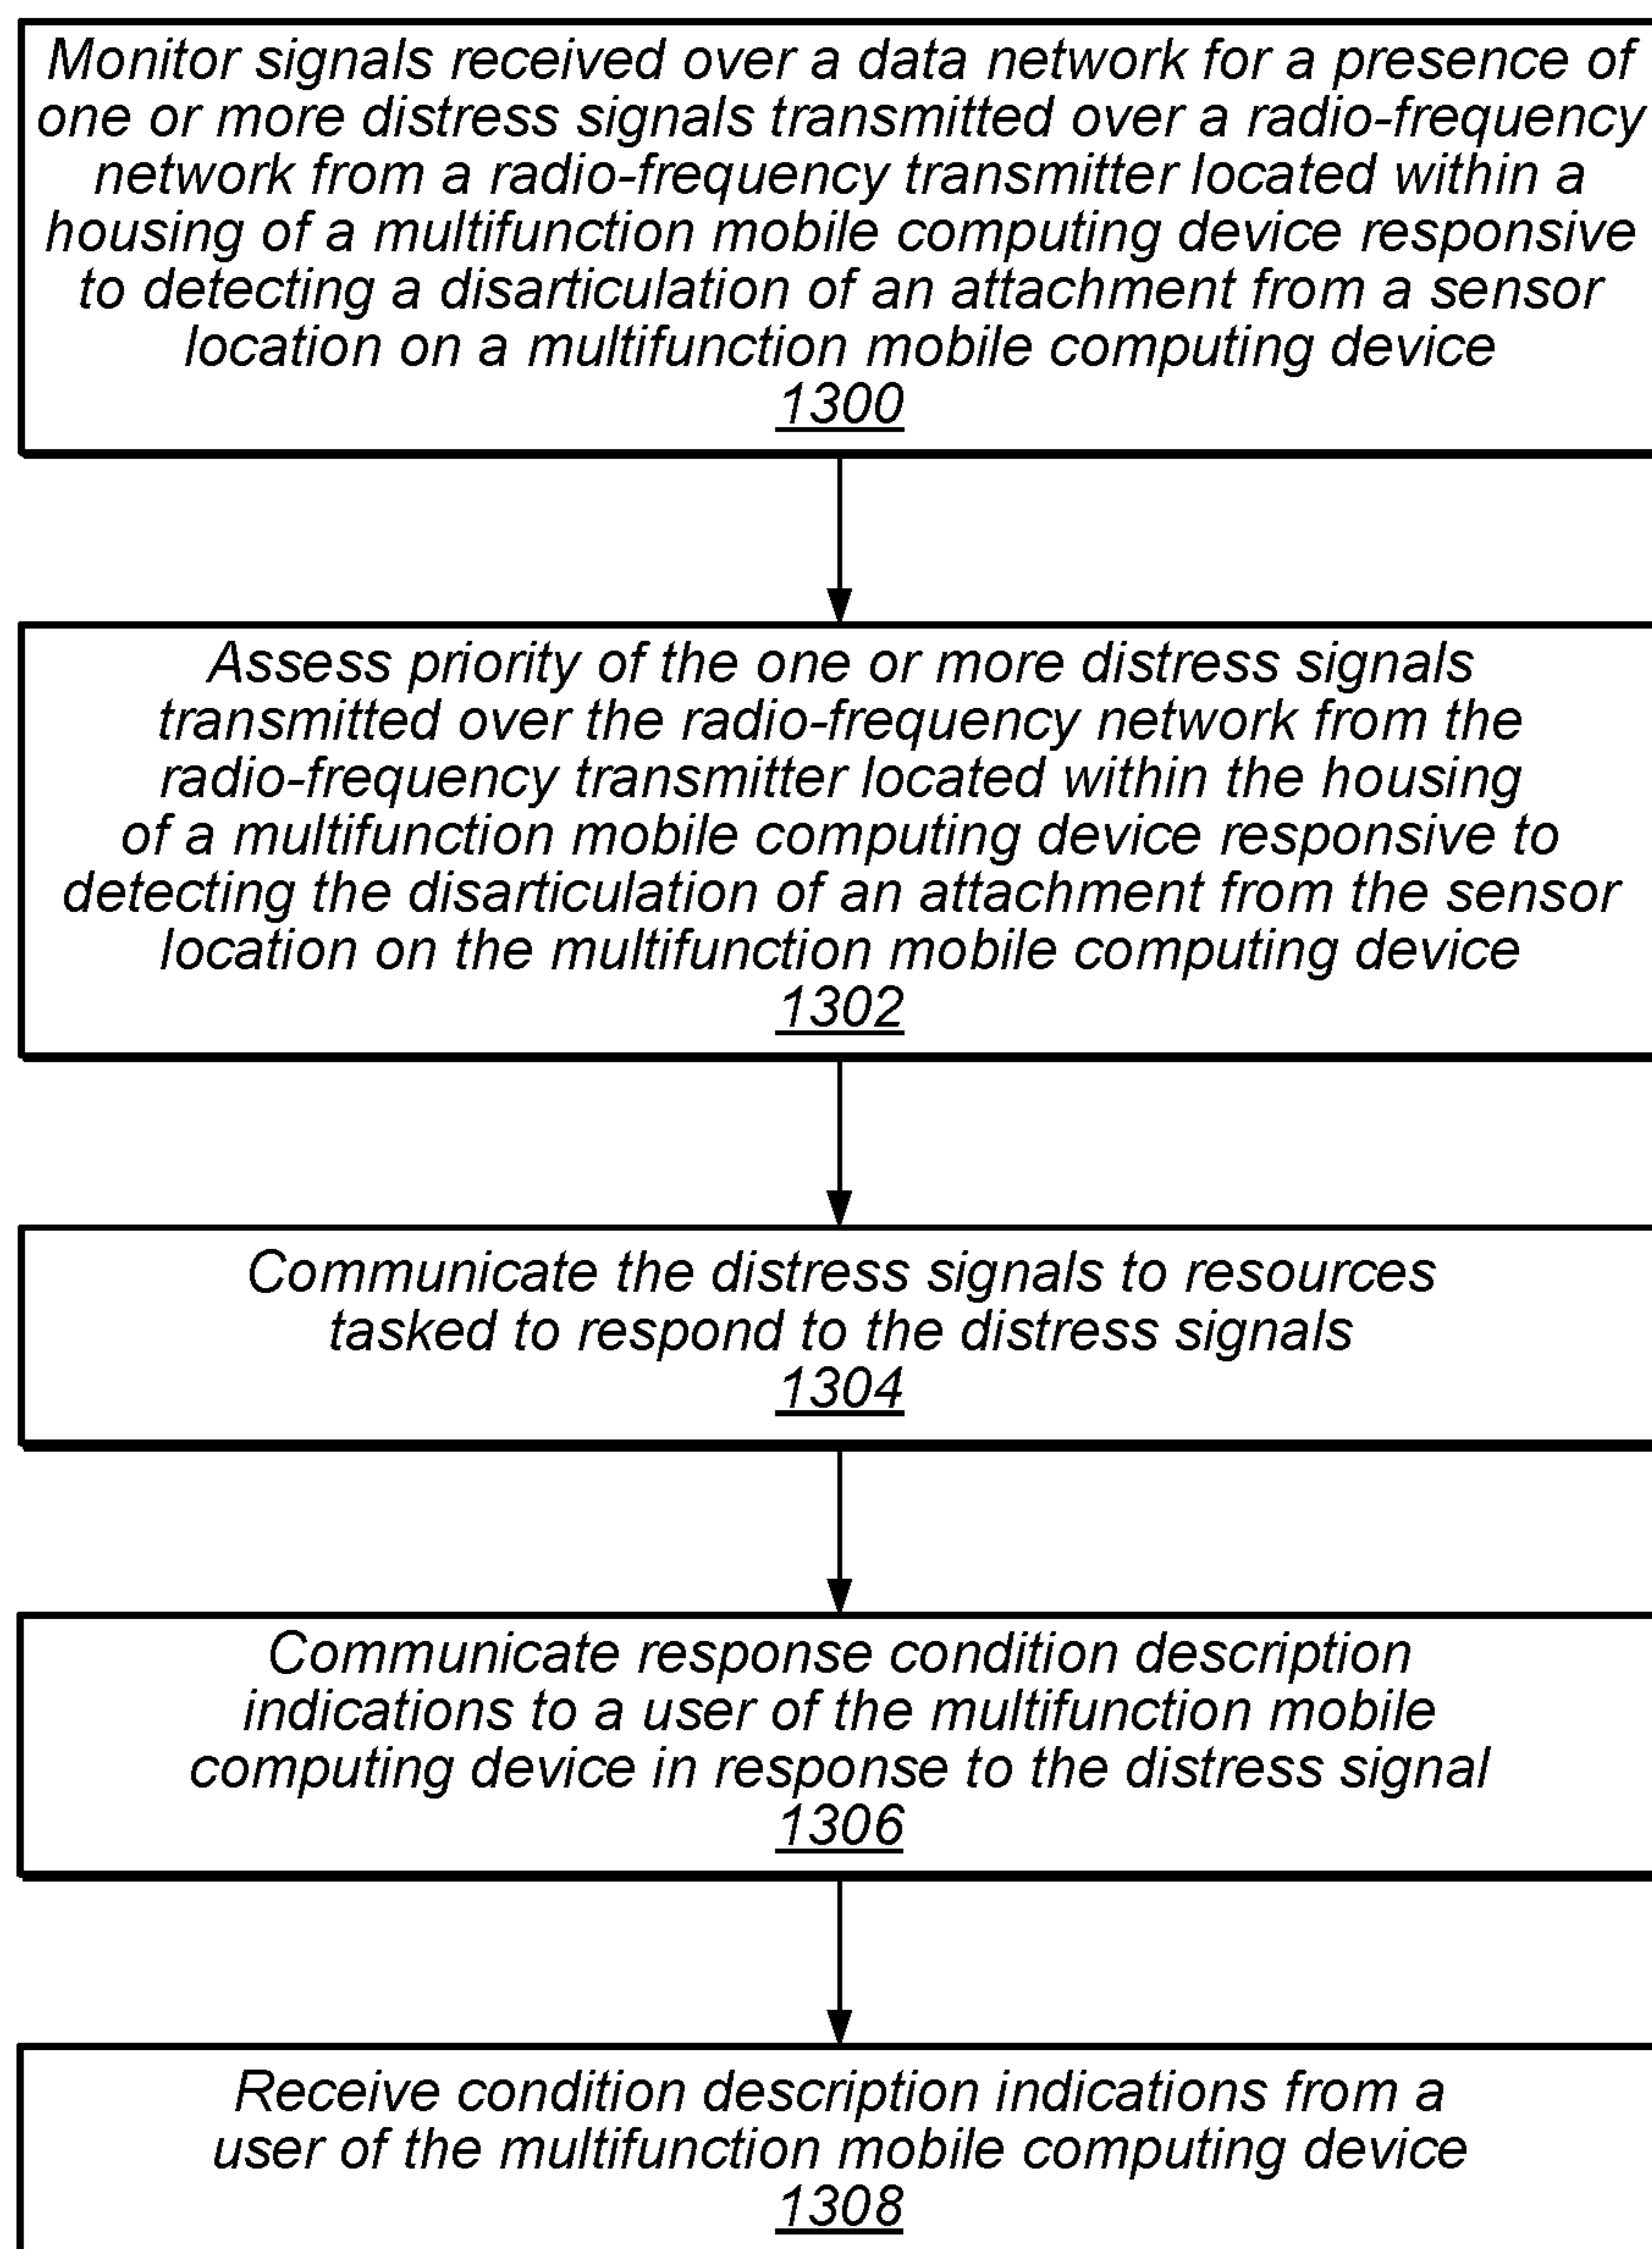 Monitor signals received over a data network for a presence of
one or more distress signals transmitted over a radio-frequency
network from a radio-frequency transmitter located within a
housing of a multifunction mobile computing device responsive
to detecting a disarticulation of an attachment from a sensor
location on a multifunction mobile computing device
1300
Assess priority of the one or more distress signals
transmitted over the radio-frequency network from the
radio-frequency transmitter located within the housing
of a multifunction mobile computing device responsive to
detecting the disarticulation of an attachment from the sensor
location on the multifunction mobile computing device
1302
Communicate the distress signals to resources
tasked to respond to the distress signals
1304
Communicate response condition description
indications to a user of the multifunction mobile
computing device in response to the distress signal
1306
Receive condition description indications from a
user of the multifunction mobile computing device
1308